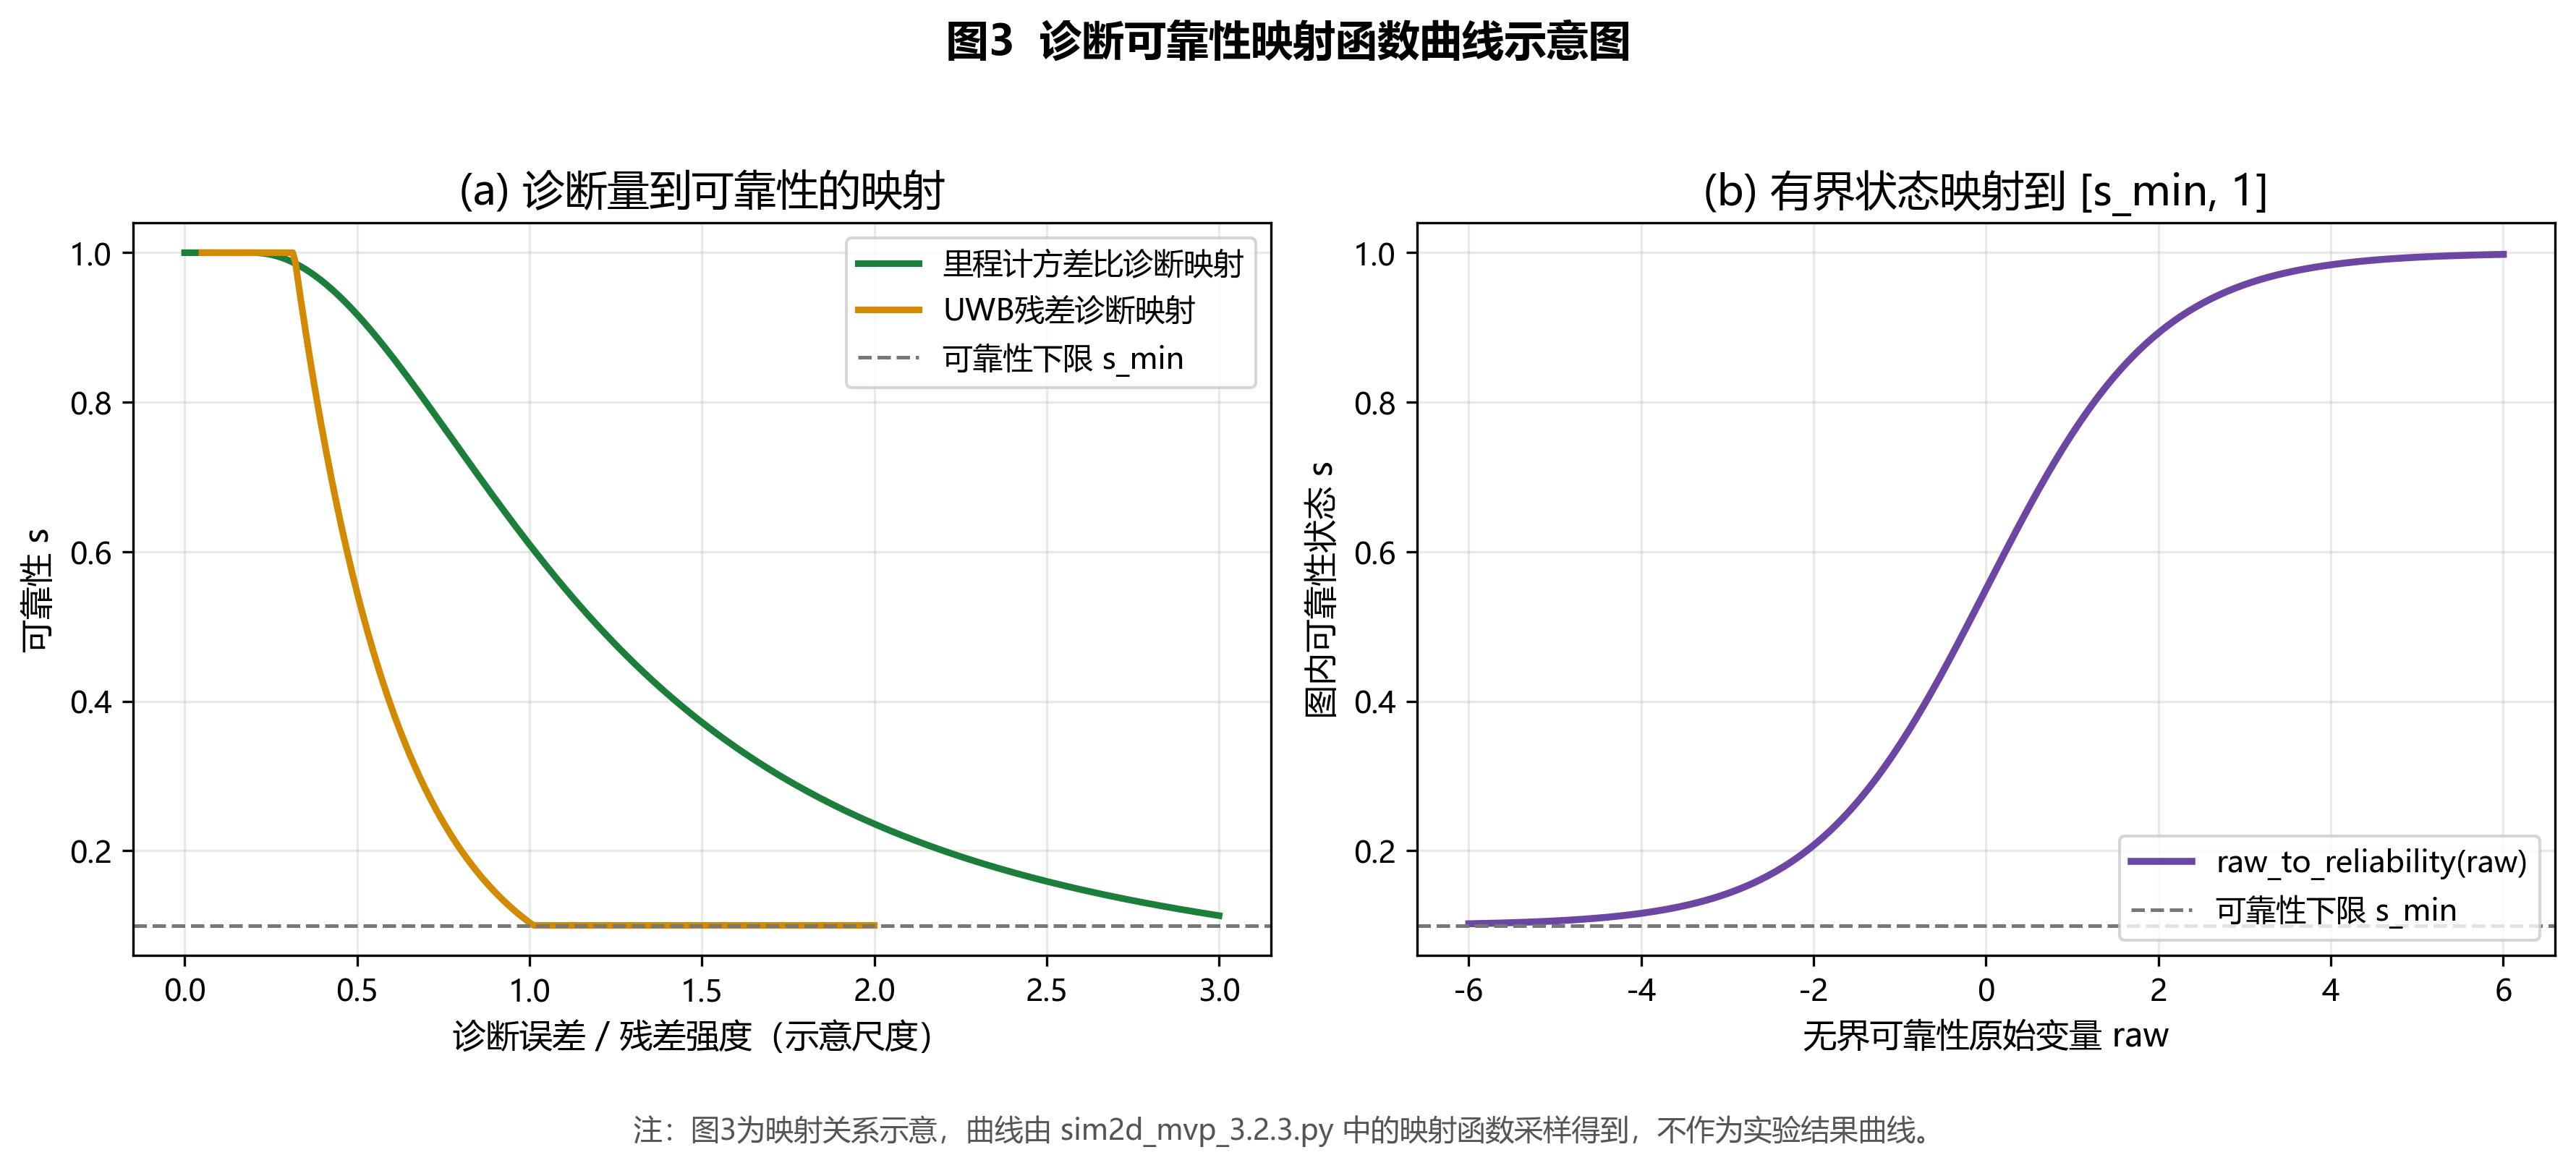 图3 诊断可靠性映射函数曲线示意图
(a) 诊断量到可靠性的映射
可靠性 s
1.0
0.8
0.6
0.4
0.2
里程计方差比诊断映射
UWB残差诊断映射
可靠性下限 s_min
0.0 0.5 1.0 1.5 2.0 2.5 3.0
诊断误差 / 残差强度（示意尺度）
(b) 有界状态映射到 [s_min, 1]
图内可靠性状态 s
1.0
0.8
0.6
0.4
0.2
raw_to_reliability(raw)
可靠性下限 s_min
-6 -4 -2 0 2 4 6
无界可靠性原始变量 raw
注：图3为映射关系示意，曲线由 sim2d_mvp_3.2.3.py 中的映射函数采样得到，不作为实验结果曲线。